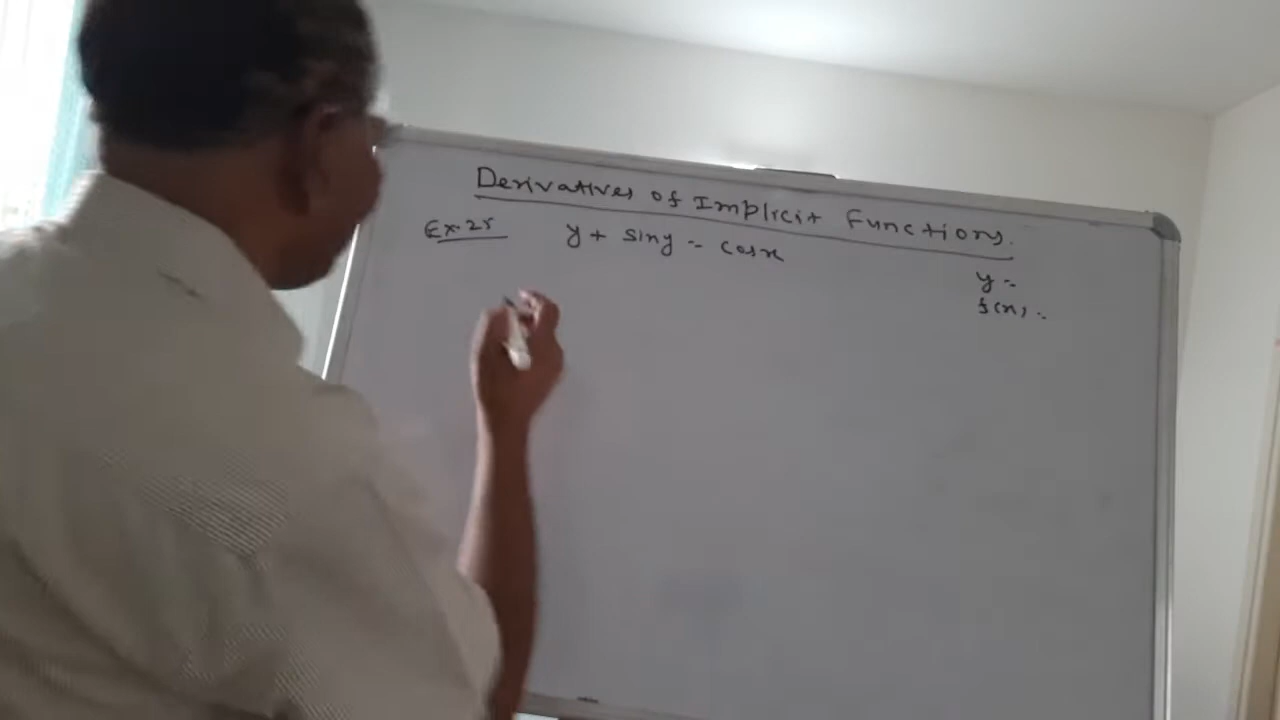 Derivatives of Implicit Functions.
Ex. 25 y + siny = cosx
y =
f(x) =